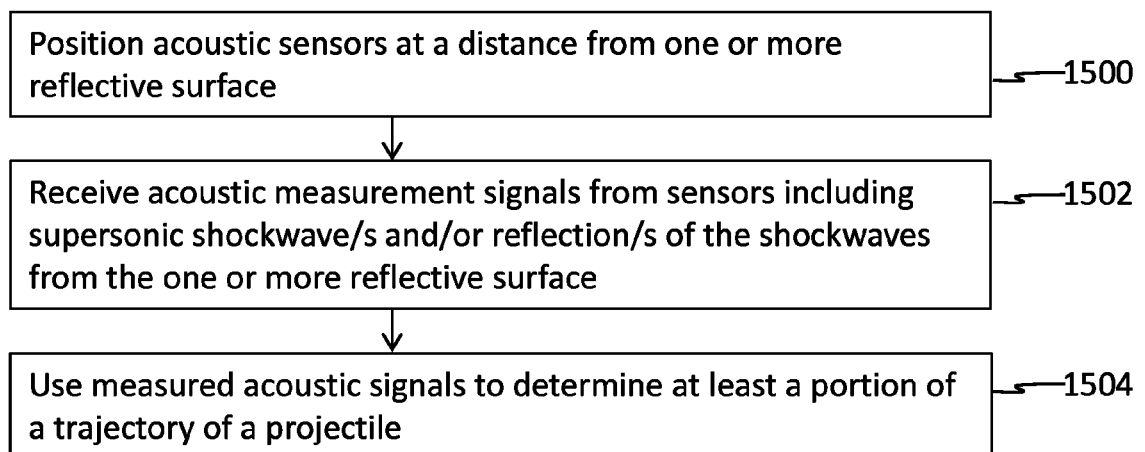 Position acoustic sensors at a distance from one or more
reflective surface
1500
Receive acoustic measurement signals from sensors including
supersonic shockwave/s and/or reflection/s of the shockwaves
from the one or more reflective surface
1502
Use measured acoustic signals to determine at least a portion of
a trajectory of a projectile
1504